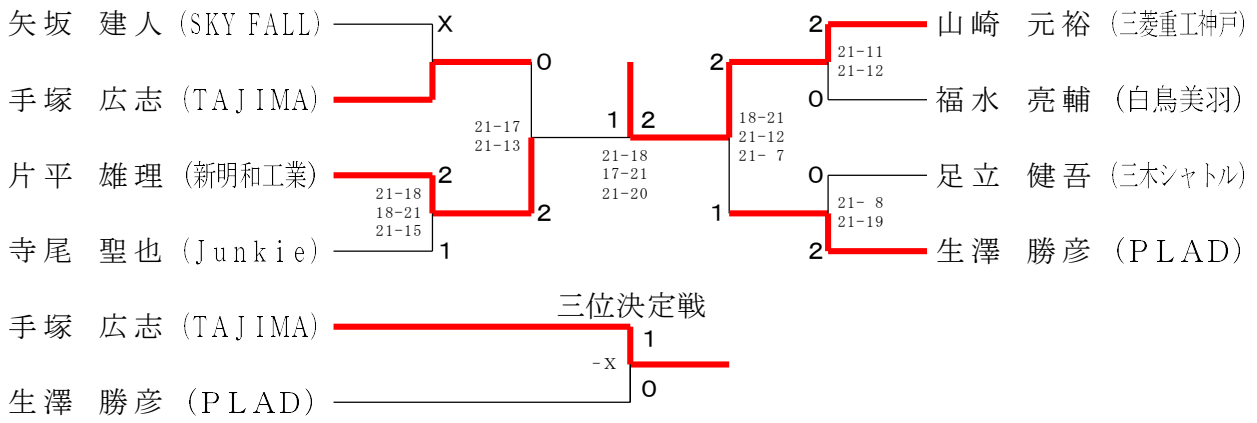 矢坂 建人 (SKY FALL)
X
手塚 広志 (TAJIMA)
0
21-17
21-13
片平 雄理 (新明和工業)
2
21-18
18-21
21-15
2
寺尾 聖也 (Junkie)
1
1 2
21-18
17-21
21-20
2
山崎 元裕 (三菱重工神戸)
21-11
21-12
2
0
福水 亮輔 (白鳥美羽)
18-21
21-12
21- 7
0
足立 健吾 (三木シャトル)
21- 8
21-19
1
2
生澤 勝彦 (PLAD)
三位決定戦
手塚 広志 (TAJIMA)
1
-X
0
生澤 勝彦 (PLAD)